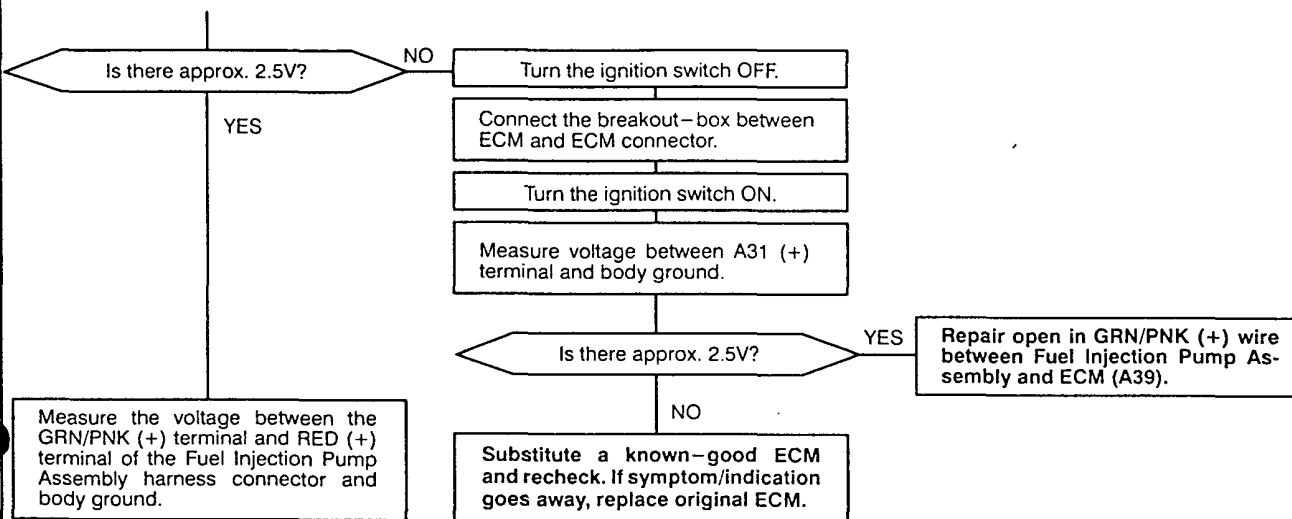 Is there approx. 2.5V?
NO
YES
Turn the ignition switch OFF.
Connect the breakout-box between
ECM and ECM connector.
Turn the ignition switch ON.
Measure voltage between A31 (+)
terminal and body ground.
Is there approx. 2.5V?
YES
Repair open in GRN/PNK (+) wire
between Fuel Injection Pump As-
sembly and ECM (A39).
NO
Substitute a known-good ECM
and recheck. If symptom/indication
goes away, replace original ECM.
Measure the voltage between the
GRN/PNK (+) terminal and RED (+)
terminal of the Fuel Injection Pump
Assembly harness connector and
body ground.